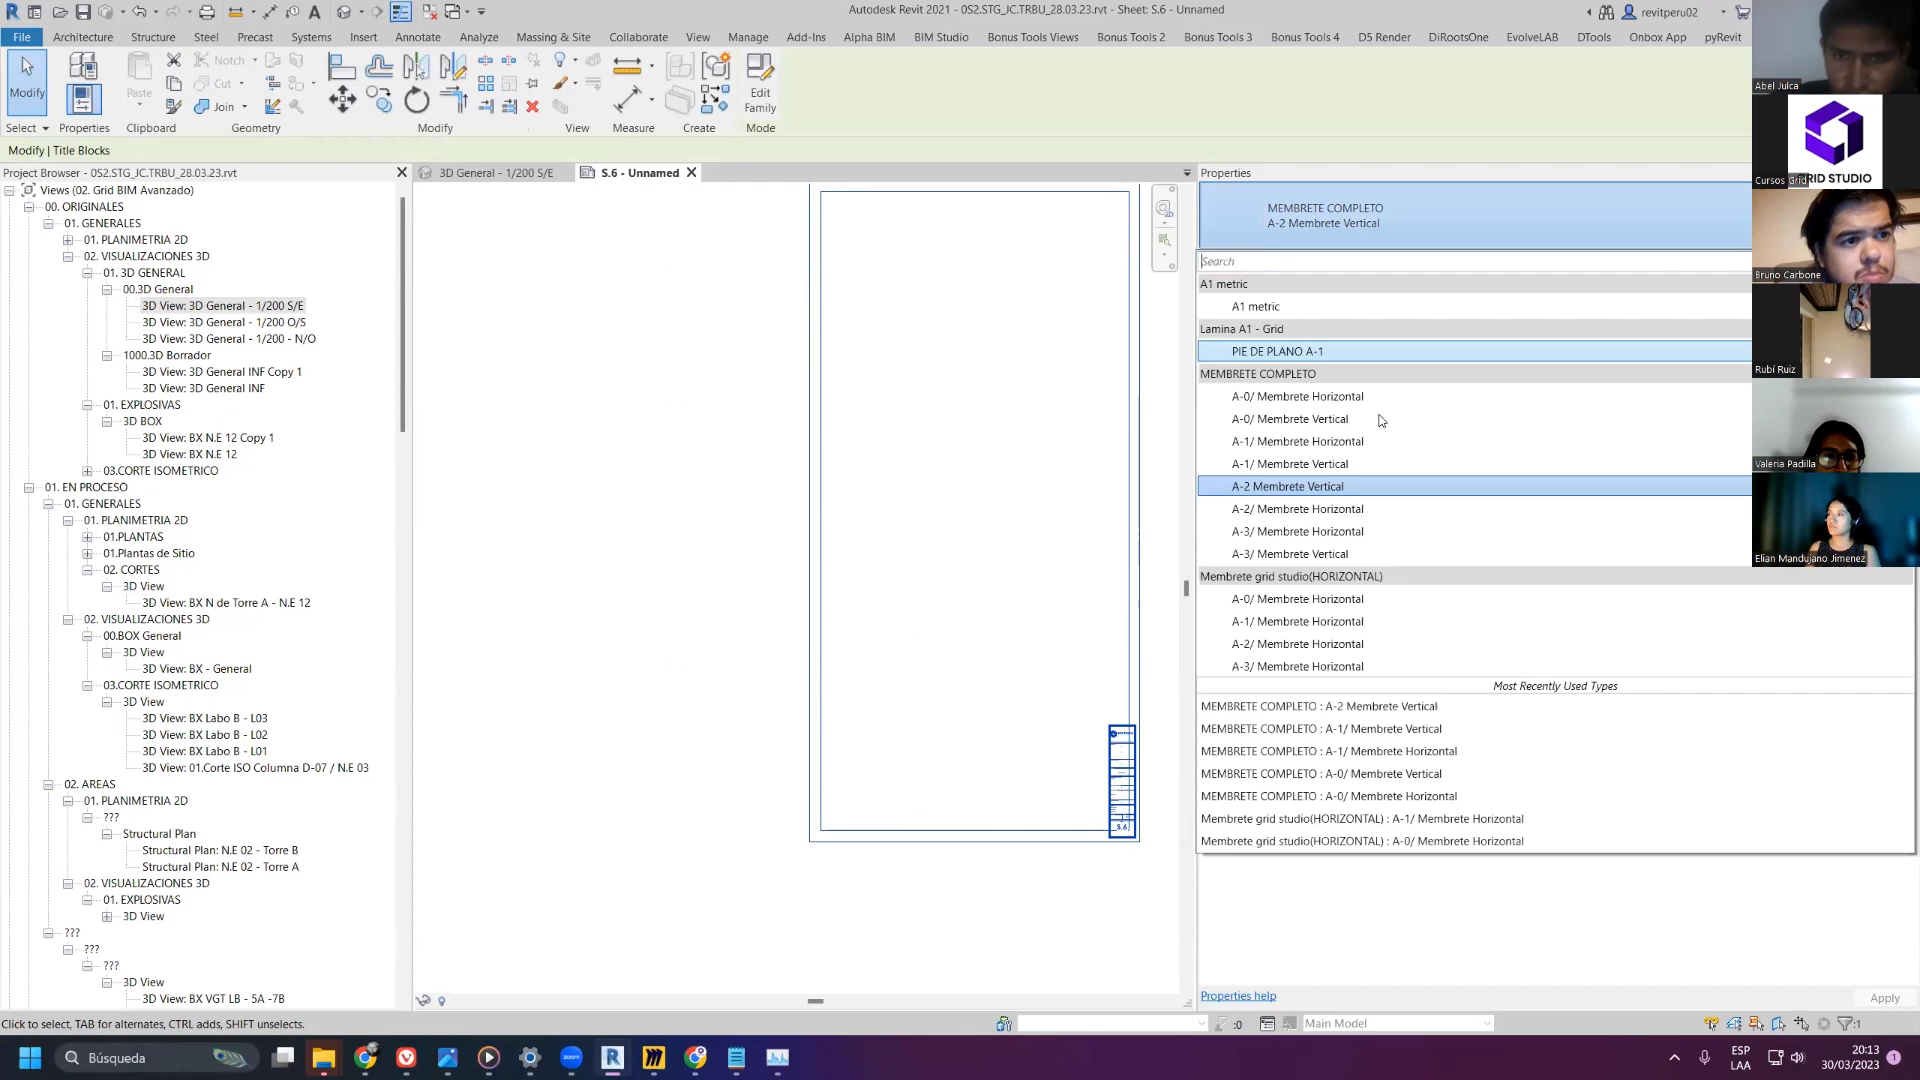 Autodesk Revit 2021 - 0S2.STG_JC.TRBU_28.03.23.rvt - Sheet: S.6 - Unnamed
revitperu02
File Architecture Structure Steel Precast Systems Insert Annotate Analyze Massing & Site Collaborate View Manage Add-Ins Alpha BIM BIM Studio Bonus Tools Views Bonus Tools 2 Bonus Tools 3 Bonus Tools 4 D5 Render DiRootsOne EvolveLAB DTools Onbox App pyRevit
Modify
Paste
Notch
Cut
Join
Edit
Family
Select Properties Clipboard Geometry Modify View Measure Create Mode
Modify | Title Blocks
Project Browser - 0S2.STG_JC.TRBU_28.03.23.rvt
Views (02. Grid BIM Avanzado)
00. ORIGINALES
01. GENERALES
01. PLANIMETRIA 2D
02. VISUALIZACIONES 3D
01. 3D GENERAL
00.3D General
3D View: 3D General - 1/200 S/E
3D View: 3D General - 1/200 O/S
3D View: 3D General - 1/200 - N/O
1000.3D Borrador
3D View: 3D General INF Copy 1
3D View: 3D General INF
01. EXPLOSIVAS
3D BOX
3D View: BX N.E 12 Copy 1
3D View: BX N.E 12
03.CORTE ISOMETRICO
01. EN PROCESO
01. GENERALES
01. PLANIMETRIA 2D
01.PLANTAS
01.Plantas de Sitio
02. CORTES
3D View
3D View: BX N de Torre A - N.E 12
02. VISUALIZACIONES 3D
00.BOX General
3D View
3D View: BX - General
03.CORTE ISOMETRICO
3D View
3D View: BX Labo B - L03
3D View: BX Labo B - L02
3D View: BX Labo B - L01
3D View: 01.Corte ISO Columna D-07 / N.E 03
02. AREAS
01. PLANIMETRIA 2D
???
Structural Plan
Structural Plan: N.E 02 - Torre B
Structural Plan: N.E 02 - Torre A
02. VISUALIZACIONES 3D
01. EXPLOSIVAS
3D View
???
???
???
3D View
3D View: BX VGT LB - 5A -7B
3D General - 1/200 S/E
S.6 - Unnamed
S.6
Properties
MEMBRETE COMPLETO
A-2 Membrete Vertical
Search
A1 metric
A1 metric
Lamina A1 - Grid
PIE DE PLANO A-1
MEMBRETE COMPLETO
A-0/ Membrete Horizontal
A-0/ Membrete Vertical
A-1/ Membrete Horizontal
A-1/ Membrete Vertical
A-2 Membrete Vertical
A-2/ Membrete Horizontal
A-3/ Membrete Horizontal
A-3/ Membrete Vertical
Membrete grid studio(HORIZONTAL)
A-0/ Membrete Horizontal
A-1/ Membrete Horizontal
A-2/ Membrete Horizontal
A-3/ Membrete Horizontal
Most Recently Used Types
MEMBRETE COMPLETO : A-2 Membrete Vertical
MEMBRETE COMPLETO : A-1/ Membrete Vertical
MEMBRETE COMPLETO : A-1/ Membrete Horizontal
MEMBRETE COMPLETO : A-0/ Membrete Vertical
MEMBRETE COMPLETO : A-0/ Membrete Horizontal
Membrete grid studio(HORIZONTAL) : A-1/ Membrete Horizontal
Membrete grid studio(HORIZONTAL) : A-0/ Membrete Horizontal
Properties help
Apply
Abel Julca
Cursos Grid
GRID STUDIO
Bruno Carbone
Rubí Ruiz
Valeria Padilla
Elian Mandujano Jimenez
Click to select, TAB for alternates, CTRL adds, SHIFT unselects.
:0
Main Model
:1
Búsqueda
zoom
ESP
LAA
20:13
30/03/2023
1